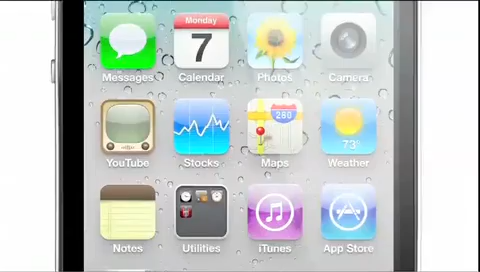 Monday
7
Messages
Calendar
Photos
Camera
280
73°
YouTube
Stocks
Maps
Weather
Notes
Utilities
iTunes
App Store